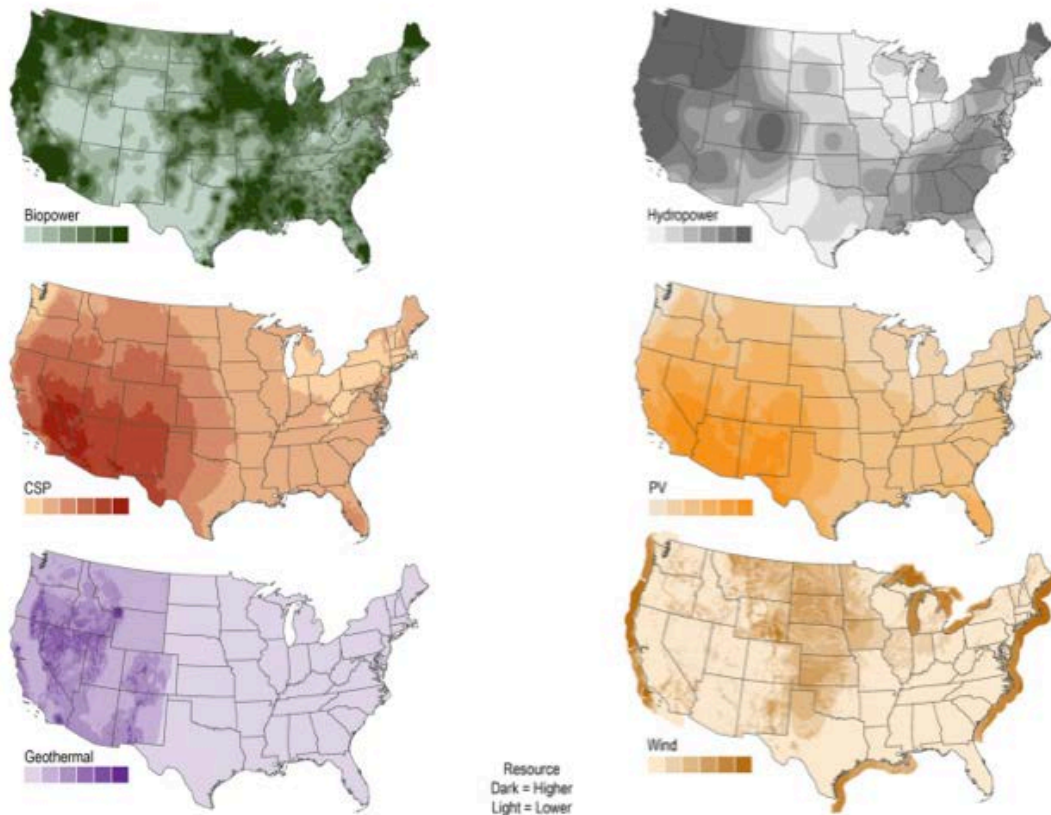 Biopower
Hydropower
CSP
PV
Geothermal
Wind
Resource
Dark = Higher
Light = Lower